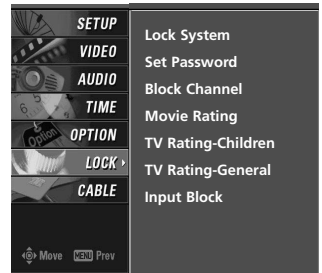 SETUP
VIDEO
AUDIO
TIME
OPTION
LOCK
CABLE
Move MENU Prev
Lock System
Set Password
Block Channel
Movie Rating
TV Rating-Children
TV Rating-General
Input Block